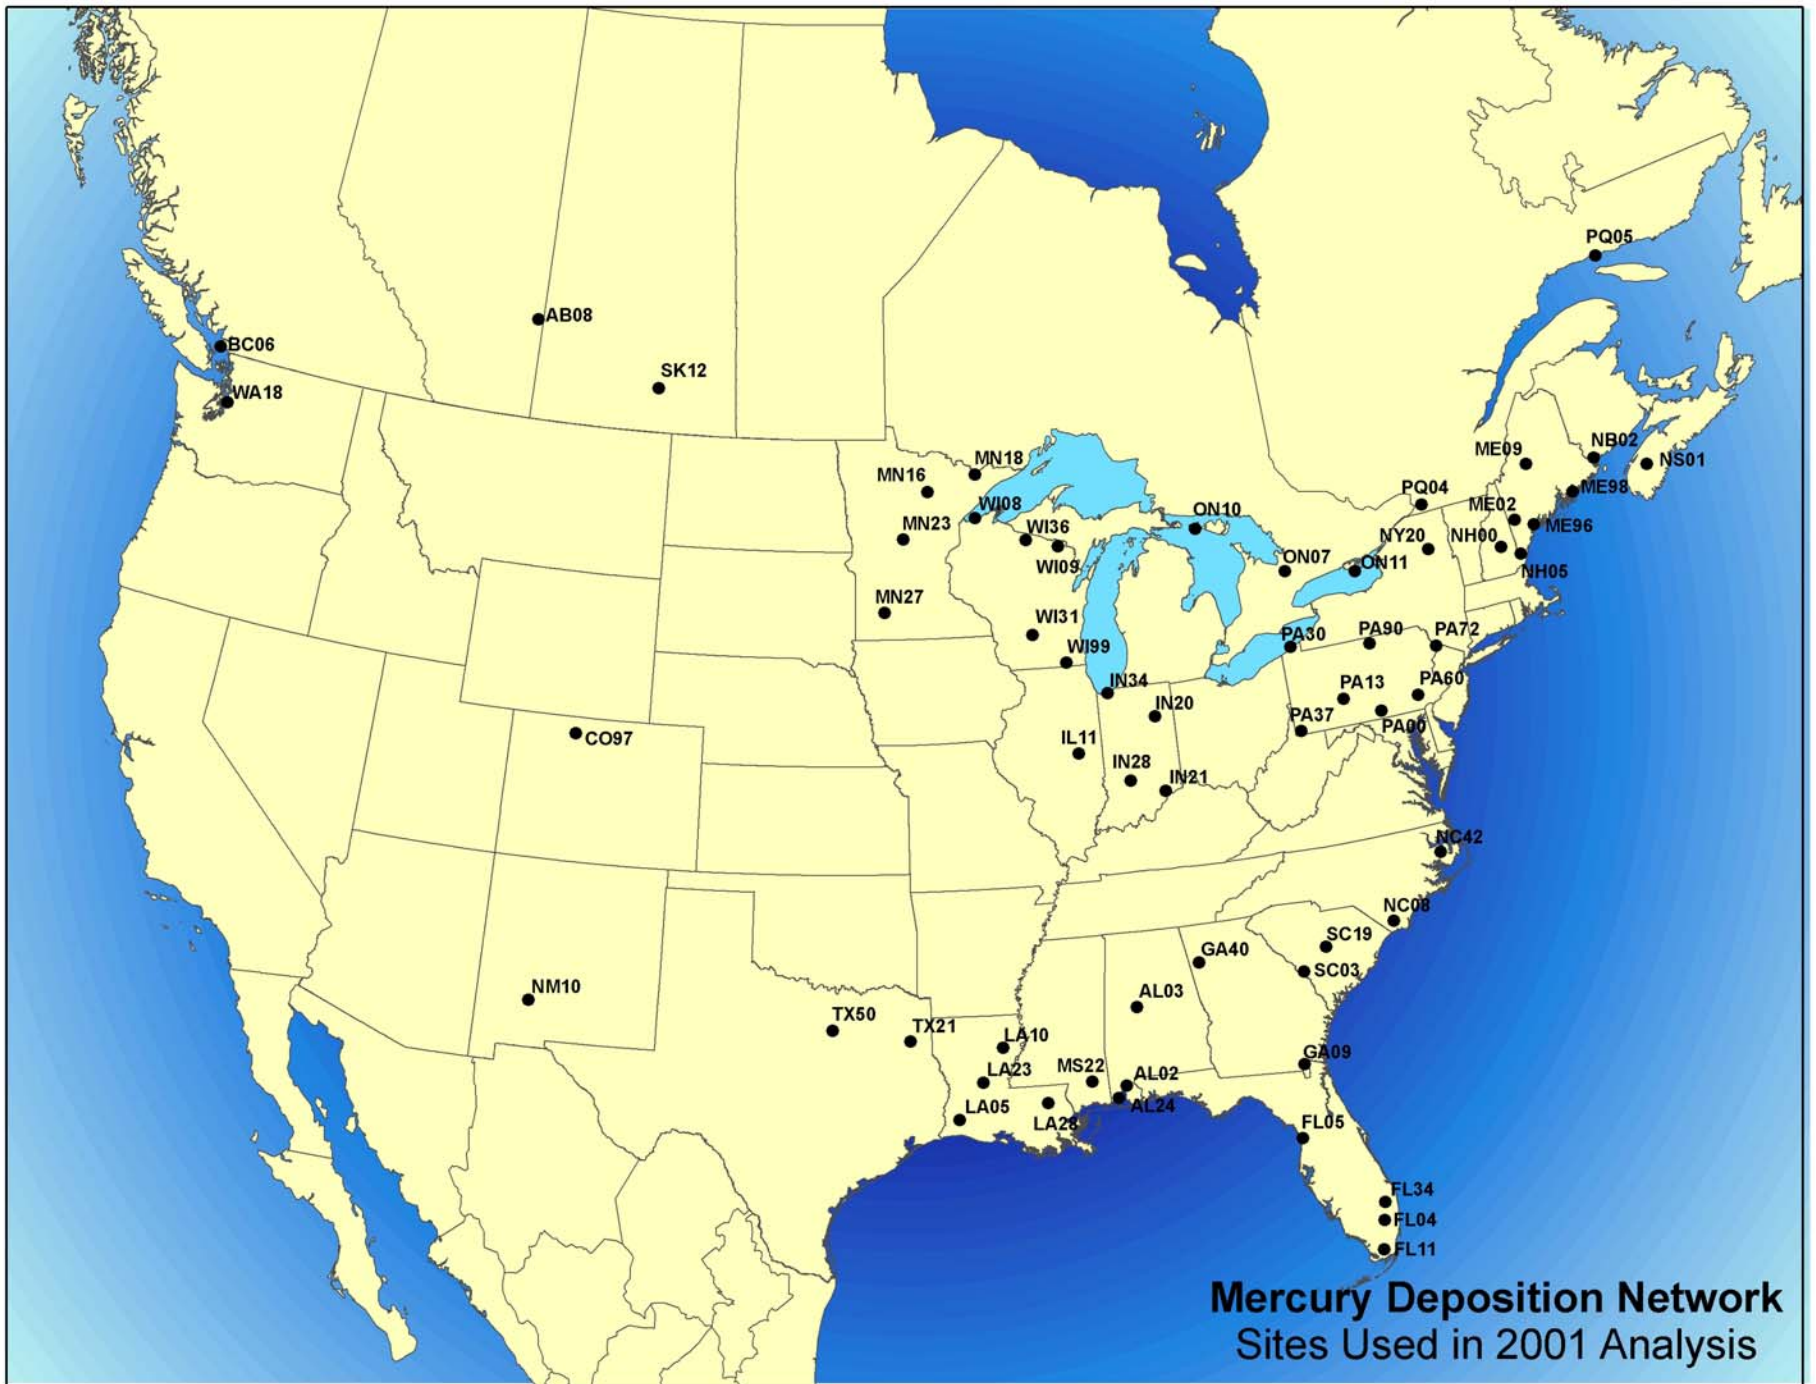 PQ05
AB08
BC06
SK12
WA18
NB02
ME09
MN18
NS01
MN16
ME98
PQ04
WI08
ME02
ON10
MN23
WI36
ME96
NY20
NH00
ON07
ON11
WI09
NH05
MN27
WI31
PA30
PA90
PA72
WI99
IN34
PA13
PA60
IN20
PA37
PA00
CO97
IL11
IN28
IN21
NC42
NC08
SC19
GA40
SC03
NM10
AL03
TX50
TX21
LA10
GA09
LA23
MS22
AL02
LA05
AL24
LA28
FL05
FL34
FL04
FL11
Mercury Deposition Network
Sites Used in 2001 Analysis